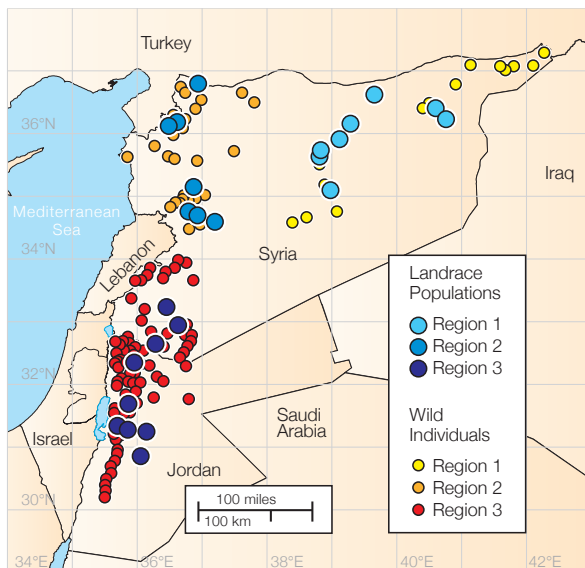 Turkey
36°N
Iraq
Mediterranean
Sea
Syria
34°N
Lebanon
Landrace
Populations
Region 1
Region 2
Region 3
32°N
Saudi
Arabia
Israel
Wild
Individuals
Jordan
Region 1
Region 2
Region 3
100 miles
100 km
30°N
34°E
36°E
38°E
40°E
42°E